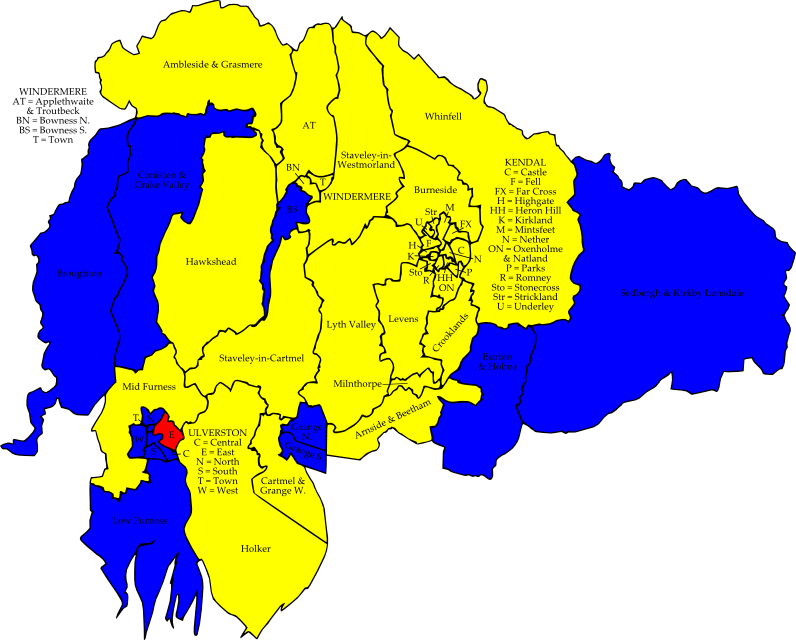 Ambleside & Grasmere
WINDERMERE
AT = Applethwaite
& Troutbeck
BN = Bowness N.
BS = Bowness S.
T = Town
AT
Whinfell
Staveley-in-
Westmorland
BN
T
WINDERMERE
BS
Coniston &
Crake Valley
Burneside
KENDAL
C = Castle
F = Fell
FX = Far Cross
H = Highgate
HH = Heron Hill
K = Kirkland
M = Mintsfeet
N = Nether
ON = Oxenholme
& Natland
P = Parks
R = Romney
Sto = Stonecross
Str = Strickland
U = Underley
Str
M
U
FX
H
F
C
K
N
Sto
R
HH
P
ON
Hawkshead
Broughton
Sedbergh & Kirkby Lonsdale
Lyth Valley
Levens
Crooklands
Staveley-in-Cartmel
Burton
& Holme
Mid Furness
Milnthorpe
Arnside & Beetham
T
N
W
E
S
C
ULVERSTON
C = Central
E = East
N = North
S = South
T = Town
W = West
Grange
N.
Grange S.
Cartmel &
Grange W.
Low Furness
Holker